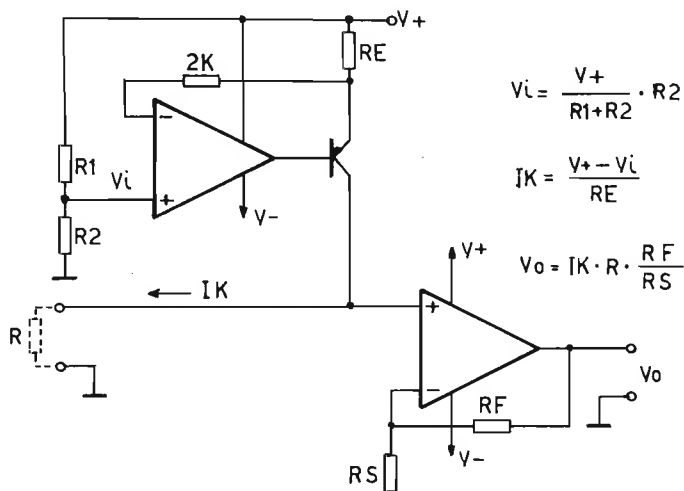 V+
RE
2K
−
R1
Vi
+
R2
V-
Vi = V+ / R1+R2 · R2
IK = V+ - Vi / RE
Vo = IK · R · RF / RS
V+
← IK
R
+
−
Vo
RF
V-
RS